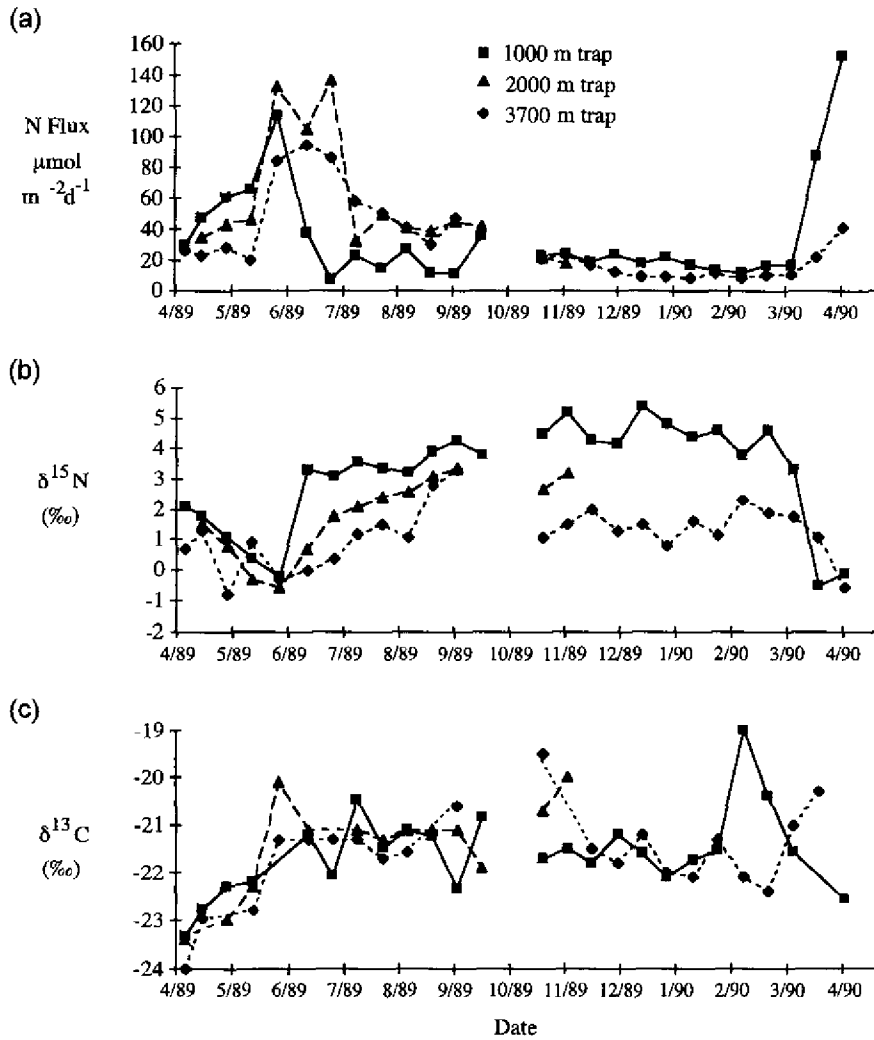 (a)
160
140
120
100
80
60
40
20
0
N Flux
µmol
m ⁻²d⁻¹
1000 m trap
2000 m trap
3700 m trap
4/89 5/89 6/89 7/89 8/89 9/89 10/89 11/89 12/89 1/90 2/90 3/90 4/90
(b)
6
5
4
3
2
1
0
-1
-2
δ¹⁵N
(‰)
4/89 5/89 6/89 7/89 8/89 9/89 10/89 11/89 12/89 1/90 2/90 3/90 4/90
(c)
-19
-20
-21
-22
-23
-24
δ¹³C
(‰)
4/89 5/89 6/89 7/89 8/89 9/89 10/89 11/89 12/89 1/90 2/90 3/90 4/90
Date